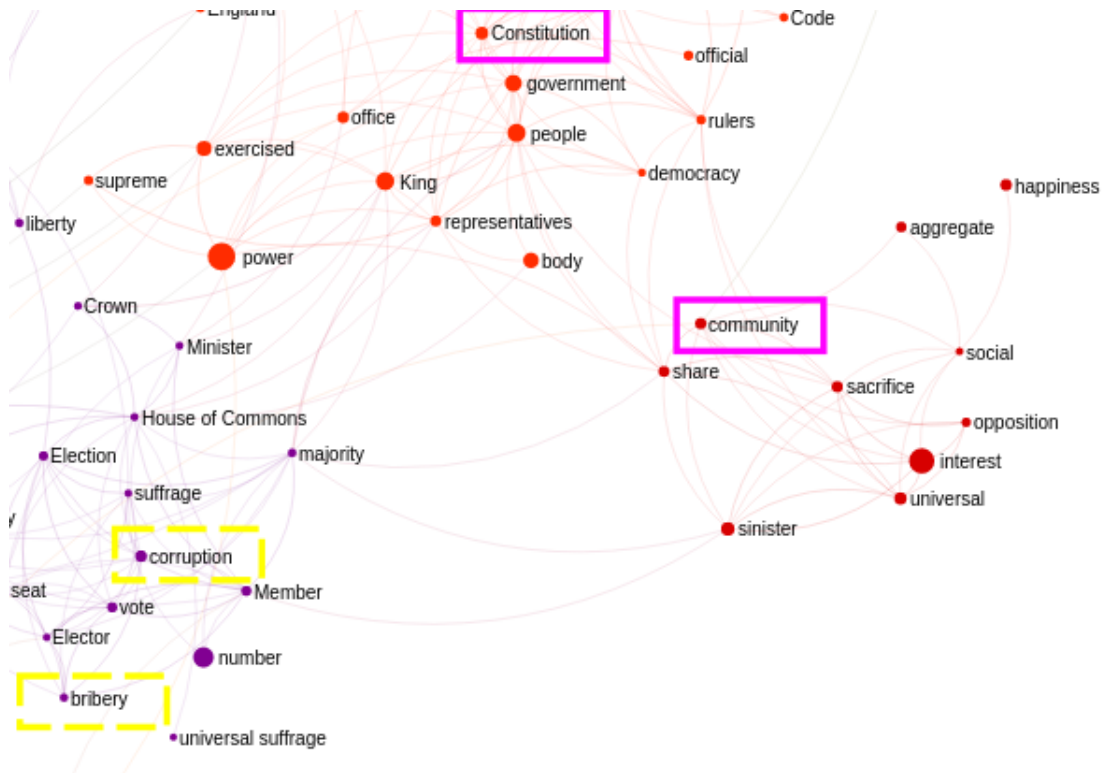 England
Code
Constitution
official
government
office
rulers
people
exercised
democracy
supreme
King
happiness
liberty
representatives
aggregate
power
body
Crown
community
Minister
social
share
sacrifice
House of Commons
opposition
Election
majority
interest
suffrage
universal
y
sinister
corruption
seat
Member
vote
Elector
number
bribery
universal suffrage